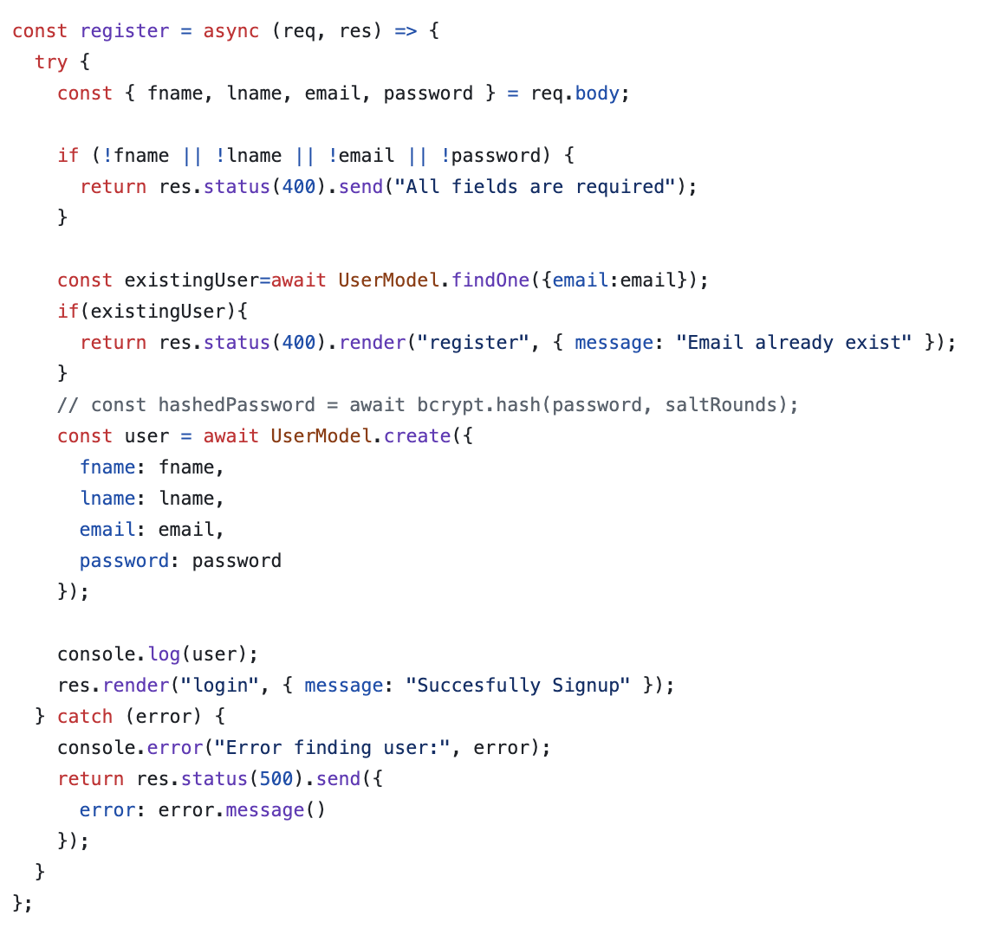 const register = async (req, res) => {
  try {
    const { fname, lname, email, password } = req.body;

    if (!fname || !lname || !email || !password) {
      return res.status(400).send("All fields are required");
    }

    const existingUser=await UserModel.findOne({email:email});
    if(existingUser){
      return res.status(400).render("register", { message: "Email already exist" });
    }
    // const hashedPassword = await bcrypt.hash(password, saltRounds);
    const user = await UserModel.create({
      fname: fname,
      lname: lname,
      email: email,
      password: password
    });

    console.log(user);
    res.render("login", { message: "Succesfully Signup" });
  } catch (error) {
    console.error("Error finding user:", error);
    return res.status(500).send({
      error: error.message()
    });
  }
};